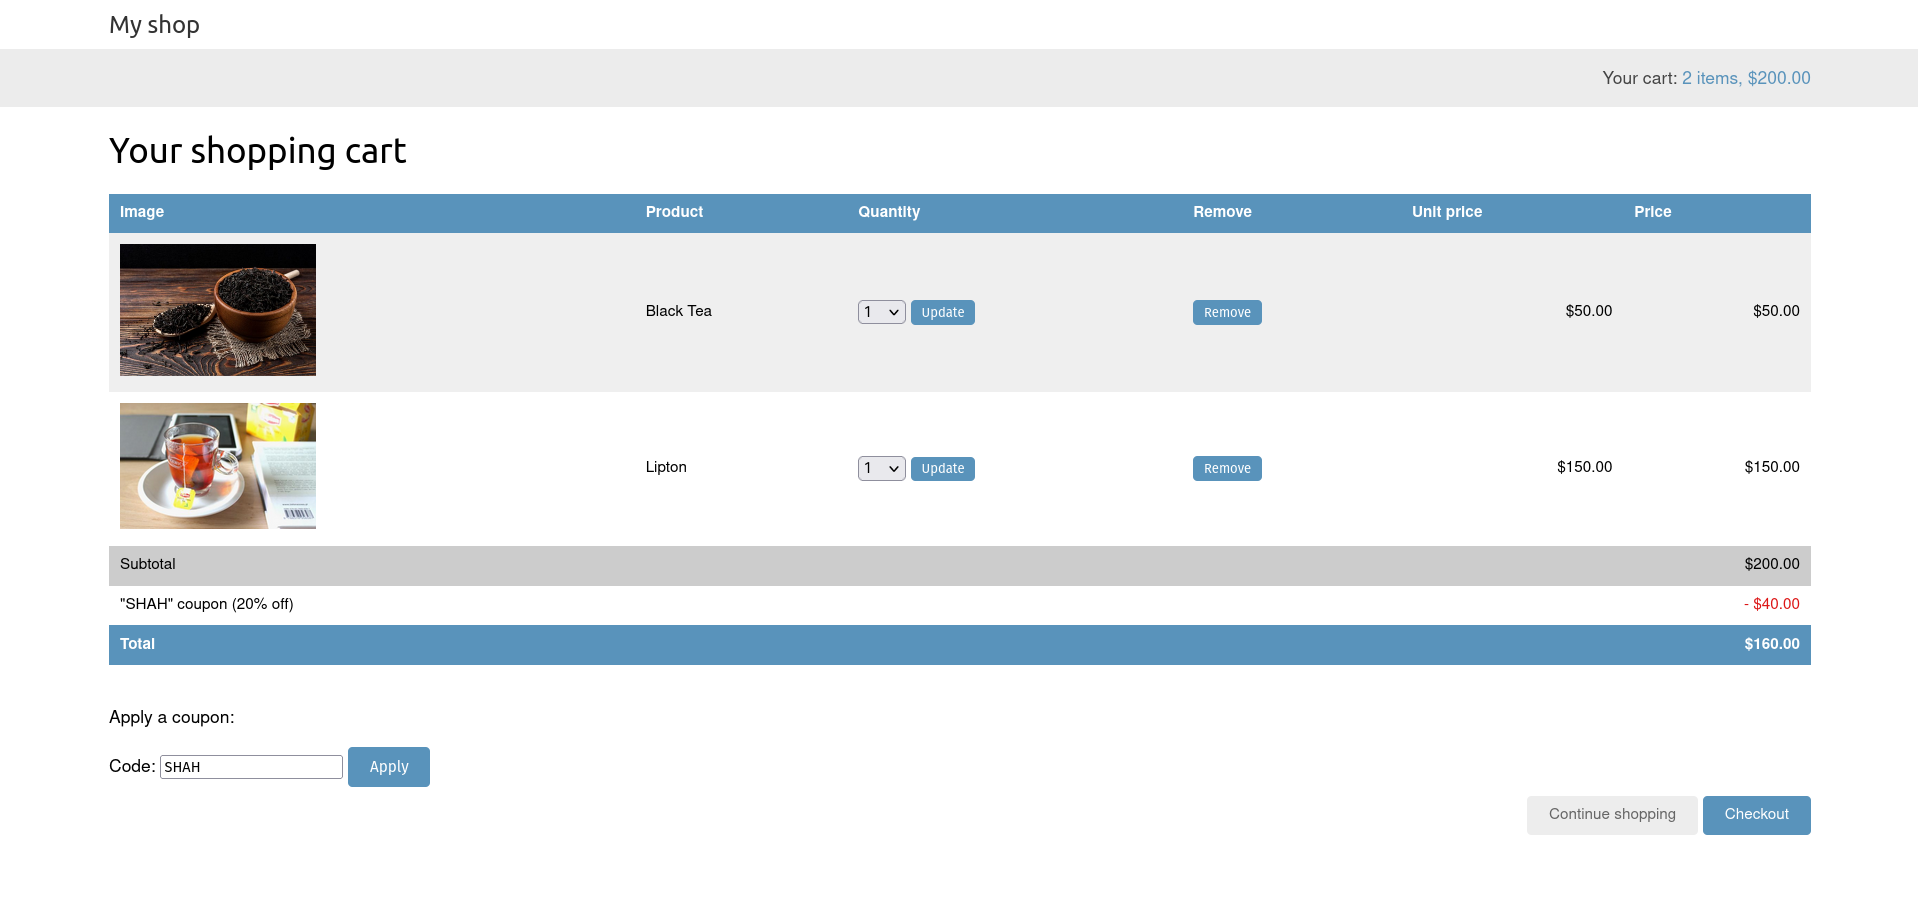 My shop
Your cart: 2 items, $200.00
Your shopping cart
Image Product Quantity Remove Unit price Price
Black Tea 1 Update Remove $50.00 $50.00
Lipton 1 Update Remove $150.00 $150.00
Subtotal $200.00
"SHAH" coupon (20% off) - $40.00
Total $160.00
Apply a coupon:
Code: SHAH Apply
Continue shopping Checkout